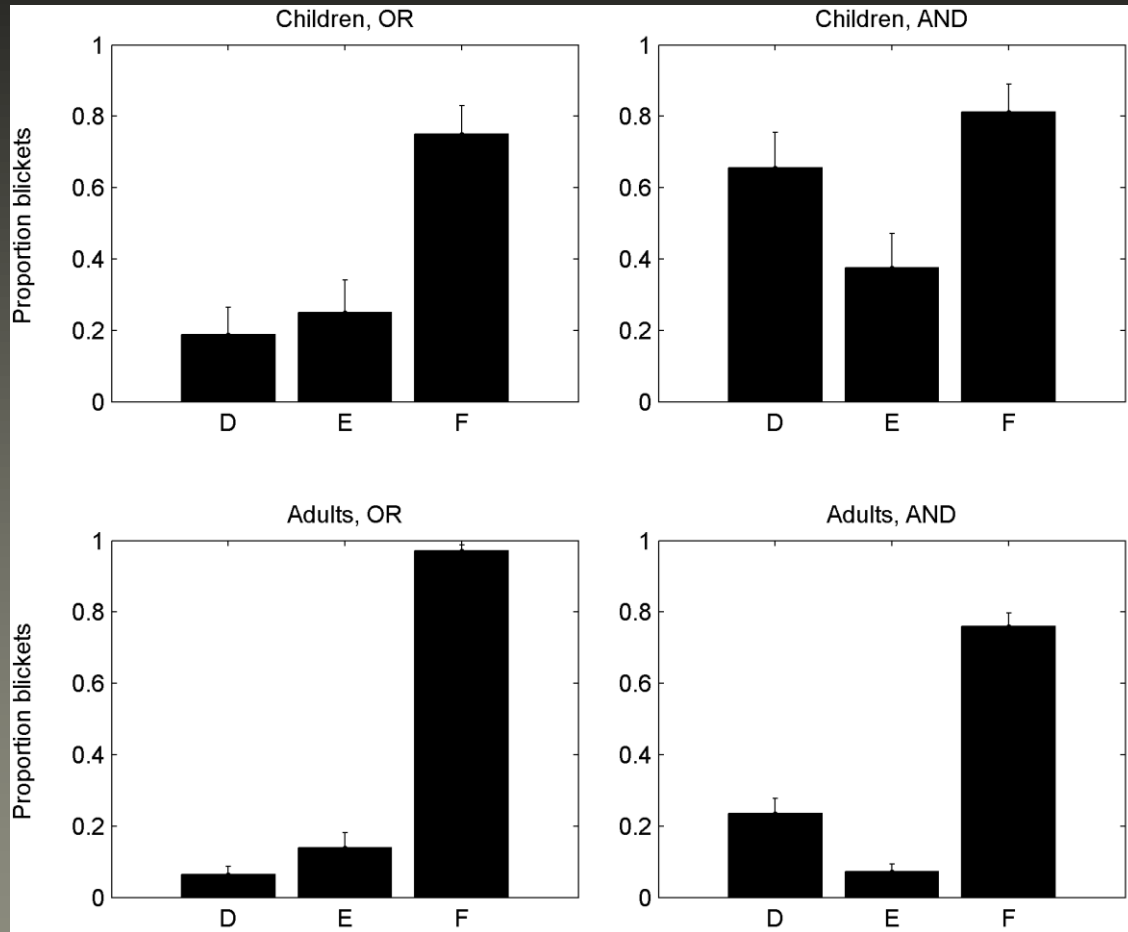 Children, OR
Proportion blickets
1
0.8
0.6
0.4
0.2
0
D E F
Children, AND
1
0.8
0.6
0.4
0.2
0
D E F
Adults, OR
Proportion blickets
1
0.8
0.6
0.4
0.2
0
D E F
Adults, AND
1
0.8
0.6
0.4
0.2
0
D E F